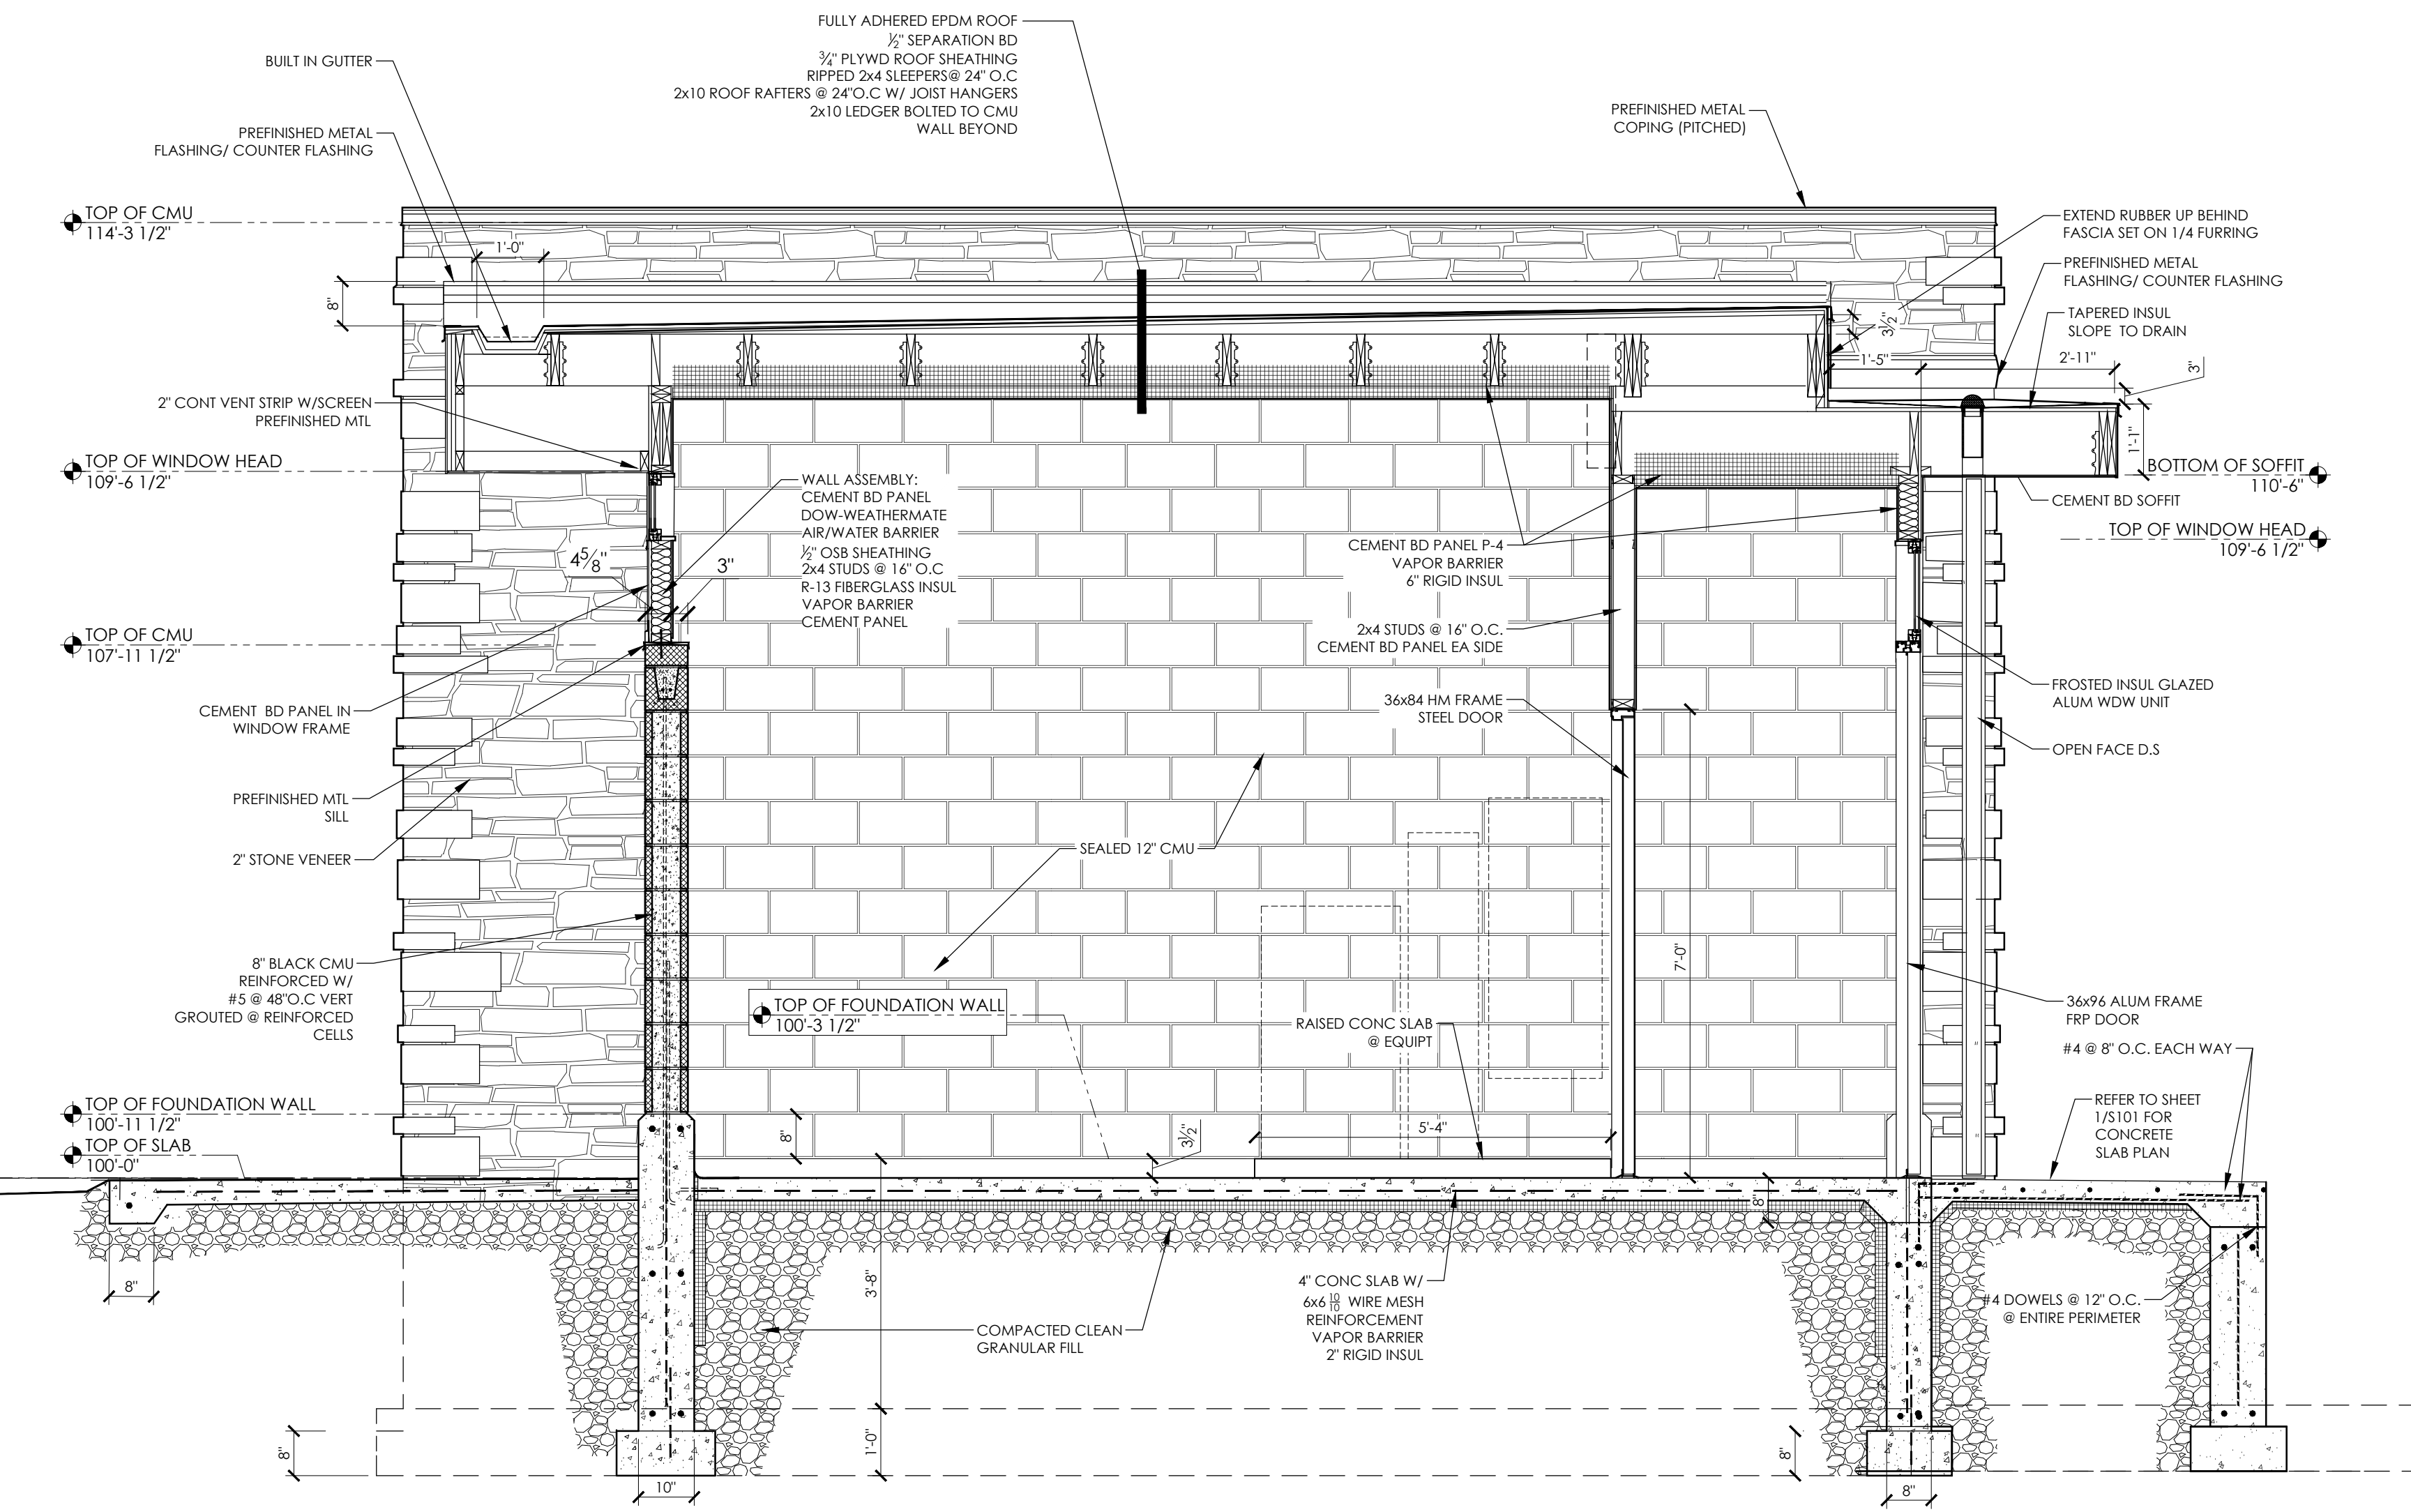 FULLY ADHERED EPDM ROOF
½" SEPARATION BD
¾" PLYWD ROOF SHEATHING
RIPPED 2x4 SLEEPERS@ 24" O.C
2x10 ROOF RAFTERS @ 24"O.C W/ JOIST HANGERS
2x10 LEDGER BOLTED TO CMU
WALL BEYOND
BUILT IN GUTTER
PREFINISHED METAL
FLASHING/ COUNTER FLASHING
PREFINISHED METAL
COPING (PITCHED)
TOP OF CMU
114'-3 1/2"
1'-0"
8"
EXTEND RUBBER UP BEHIND
FASCIA SET ON 1/4 FURRING
PREFINISHED METAL
FLASHING/ COUNTER FLASHING
TAPERED INSUL
SLOPE TO DRAIN
3½"
1'-5"
2'-11"
3"
1'-1"
2" CONT VENT STRIP W/SCREEN
PREFINISHED MTL
TOP OF WINDOW HEAD
109'-6 1/2"
WALL ASSEMBLY:
CEMENT BD PANEL
DOW-WEATHERMATE
AIR/WATER BARRIER
½" OSB SHEATHING
2x4 STUDS @ 16" O.C
R-13 FIBERGLASS INSUL
VAPOR BARRIER
CEMENT PANEL
4⅝"
3"
BOTTOM OF SOFFIT
110'-6"
CEMENT BD SOFFIT
TOP OF WINDOW HEAD
109'-6 1/2"
CEMENT BD PANEL P-4
VAPOR BARRIER
6" RIGID INSUL
2x4 STUDS @ 16" O.C.
CEMENT BD PANEL EA SIDE
TOP OF CMU
107'-11 1/2"
CEMENT BD PANEL IN
WINDOW FRAME
36x84 HM FRAME
STEEL DOOR
FROSTED INSUL GLAZED
ALUM WDW UNIT
OPEN FACE D.S
PREFINISHED MTL
SILL
2" STONE VENEER
SEALED 12" CMU
8" BLACK CMU
REINFORCED W/
#5 @ 48"O.C VERT
GROUTED @ REINFORCED
CELLS
7'-0"
TOP OF FOUNDATION WALL
100'-3 1/2"
RAISED CONC SLAB
@ EQUIPT
36x96 ALUM FRAME
FRP DOOR
#4 @ 8" O.C. EACH WAY
REFER TO SHEET
1/S101 FOR
CONCRETE
SLAB PLAN
TOP OF FOUNDATION WALL
100'-11 1/2"
TOP OF SLAB
100'-0"
8"
3½"
5'-4"
8"
8"
3'-8"
4" CONC SLAB W/
6x6 10/10 WIRE MESH
REINFORCEMENT
VAPOR BARRIER
2" RIGID INSUL
#4 DOWELS @ 12" O.C.
@ ENTIRE PERIMETER
COMPACTED CLEAN
GRANULAR FILL
8"
1'-0"
8"
10"
8"